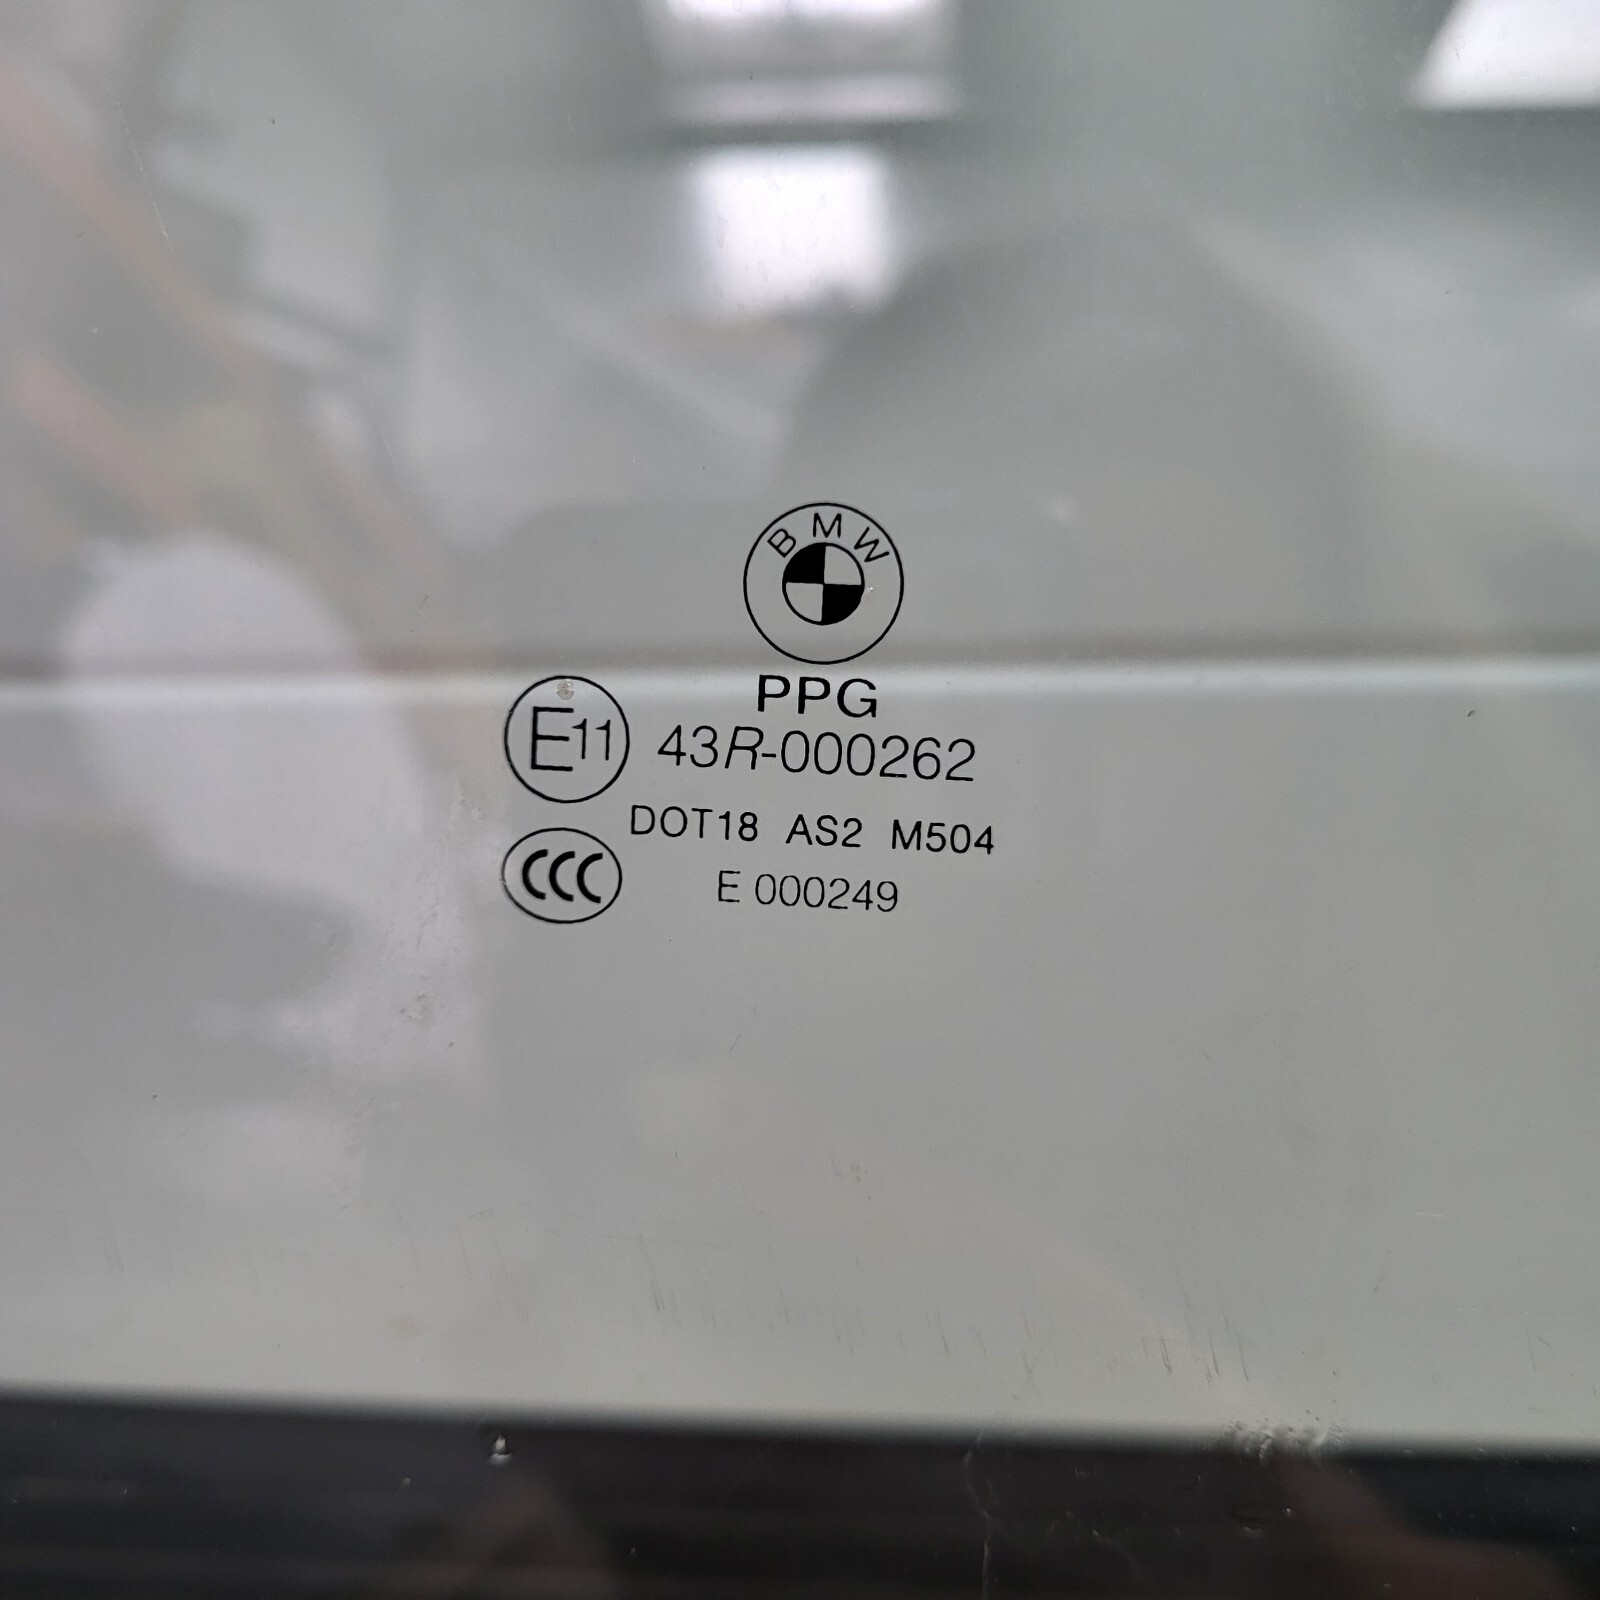 BMW
PPG
E11 43R-000262
DOT18 AS2 M504
CCC E 000249